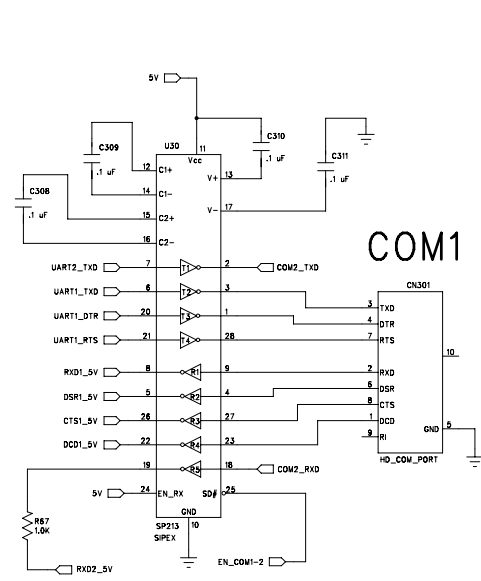 5V
U30
C309
.1 uF
C310
.1 uF
C311
.1 uF
C308
.1 uF
11
Vcc
12 C1+
14 C1-
15 C2+
16 C2-
V+ 13
V- 17
COM1
UART2_TXD 7 T1 2 COM2_TXD
UART1_TXD 6 T2 3
UART1_DTR 20 T3 1
UART1_RTS 21 T4 28
RXD1_5V 8 R1 9
DSR1_5V 5 R2 4
CTS1_5V 26 R3 27
DCD1_5V 22 R4 23
19 R5 18 COM2_RXD
5V 24 EN_RX SD# 25
GND
10
SP213
SIPEX
R67
1.0K
RXD2_5V
EN_COM1-2
CN301
3 TXD
4 DTR
7 RTS
10
2 RXD
6 DSR
8 CTS
1 DCD
9 RI
GND 5
HD_COM_PORT